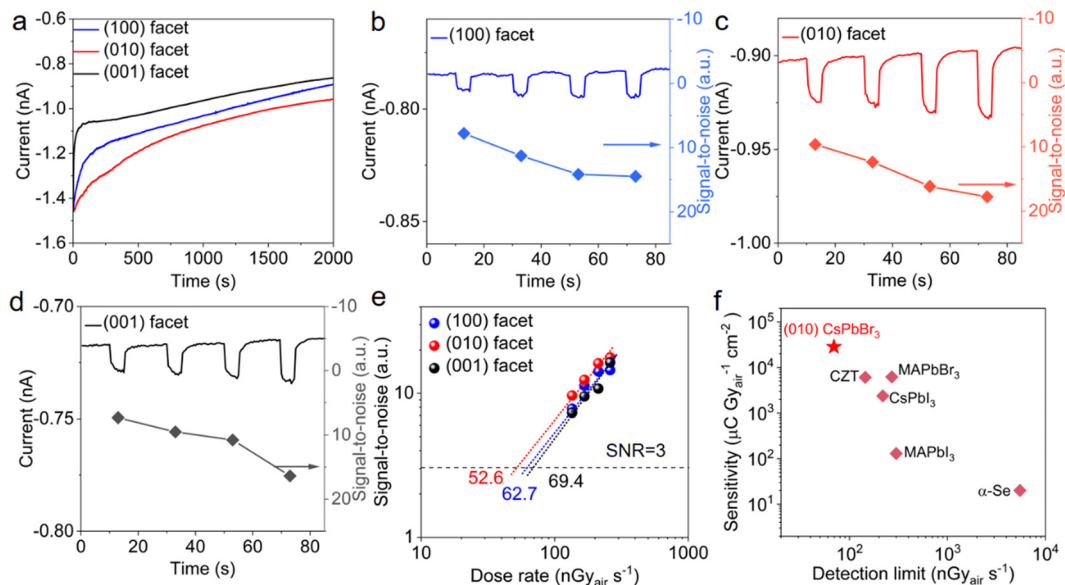 a
-0.6
-0.8
-1.0
-1.2
-1.4
-1.6
Current (nA)
(100) facet
(010) facet
(001) facet
0 500 1000 1500 2000
Time (s)
b
-0.80
-0.85
Current (nA)
(100) facet
-10
0
10
20
Signal-to-noise (a.u.)
0 20 40 60 80
Time (s)
c
-0.90
-0.95
-1.00
Current (nA)
(010) facet
-10
0
10
20
Signal-to-noise (a.u.)
0 20 40 60 80
Time (s)
d
-0.70
-0.75
-0.80
Current (nA)
(001) facet
-10
0
10
20
Signal-to-noise (a.u.)
0 20 40 60 80
Time (s)
e
10
1
Signal-to-noise (a.u.)
(100) facet
(010) facet
(001) facet
SNR=3
52.6
62.7
69.4
10 100 1000
Dose rate (nGyair s⁻¹)
f
10⁵
10⁴
10³
10²
10¹
Sensitivity (μC Gyair⁻¹ cm⁻²)
(010) CsPbBr₃
CZT
MAPbBr₃
CsPbI₃
MAPbI₃
α-Se
10² 10³ 10⁴
Detection limit (nGyair s⁻¹)